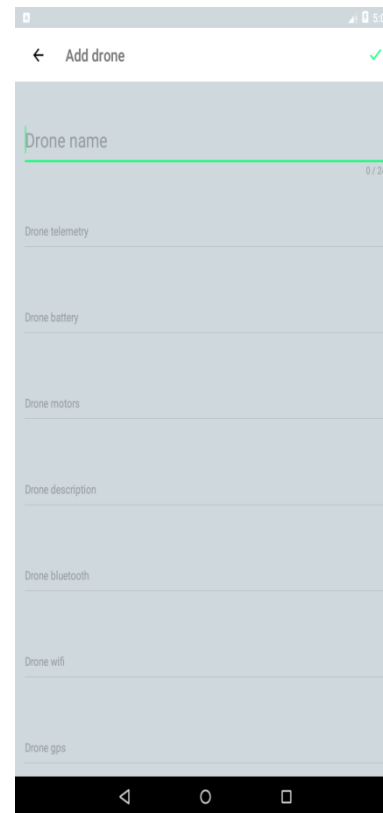 Add drone
Drone name
Drone telemetry
Drone battery
Drone motors
Drone description
Drone bluetooth
Drone wifi
Drone gps